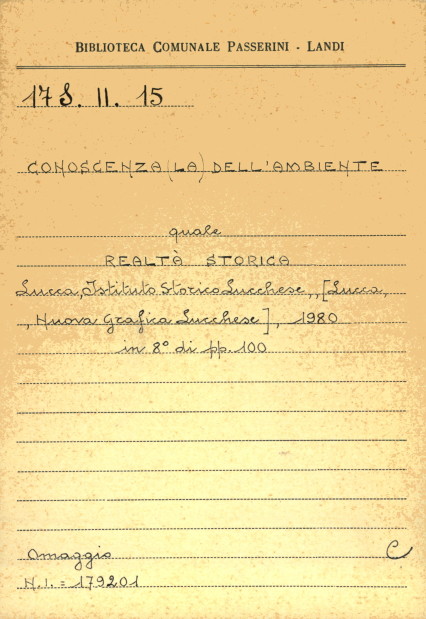 BIBLIOTECA COMUNALE PASSERINI - LANDI
17 S. II. 15
CONOSCENZA (LA) DELL'AMBIENTE
quale
REALTÀ STORICA
Lucca, Istituto Storico Lucchese,, [Lucca,
, Nuova Grafica Lucchese], 1980
in 8° di pp. 100
Omaggio C
N.I. = 179201